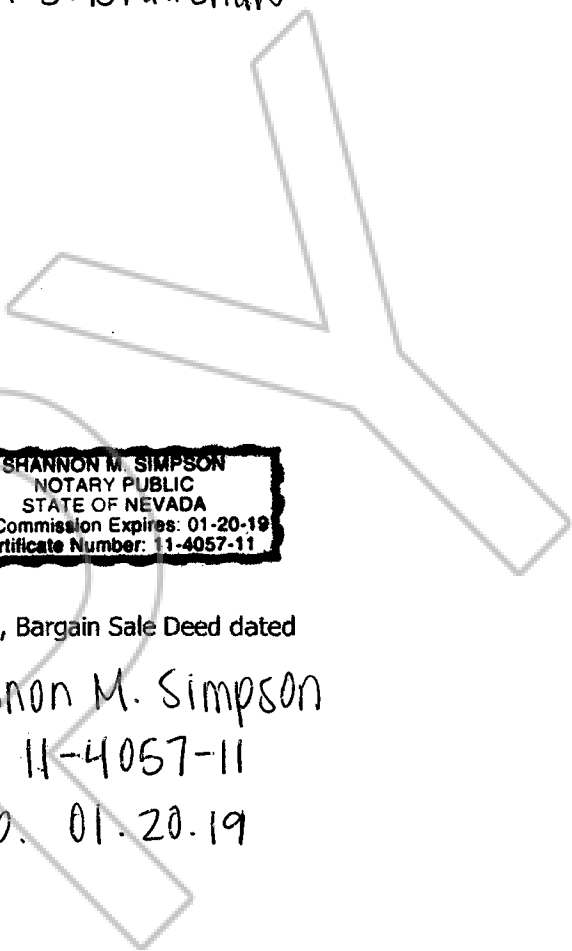 SHANNON M. SIMPSON
NOTARY PUBLIC
STATE OF NEVADA
Commission Expires: 01-20-19
rtificate Number: 11-4057-11
, Bargain Sale Deed dated
non M. Simpson
11-4057-11
01.20.19